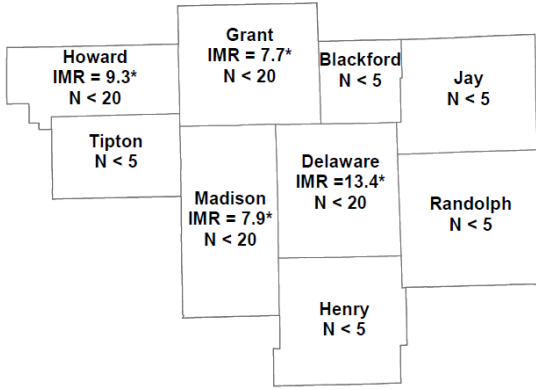 Grant
IMR = 7.7*
N < 20
Howard
IMR = 9.3*
N < 20
Blackford
N < 5
Jay
N < 5
Tipton
N < 5
Delaware
IMR =13.4*
N < 20
Madison
IMR = 7.9*
N < 20
Randolph
N < 5
Henry
N < 5